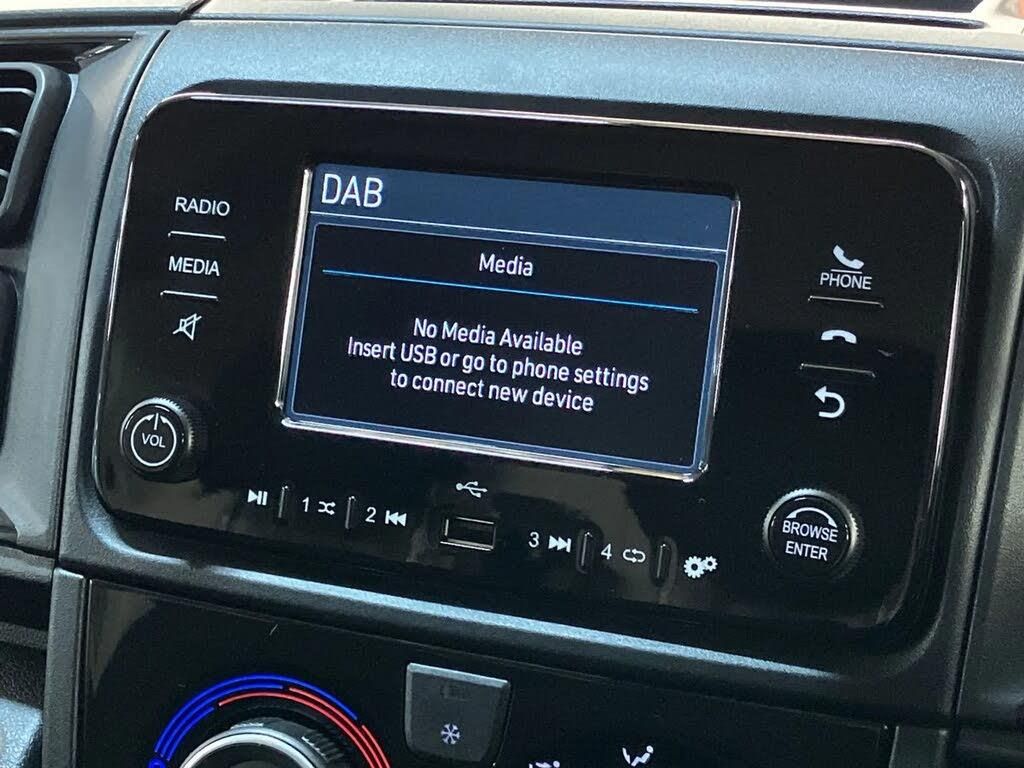 DAB
RADIO
MEDIA
Media
No Media Available
Insert USB or go to phone settings
to connect new device
PHONE
VOL
1
2
3
4
BROWSE
ENTER